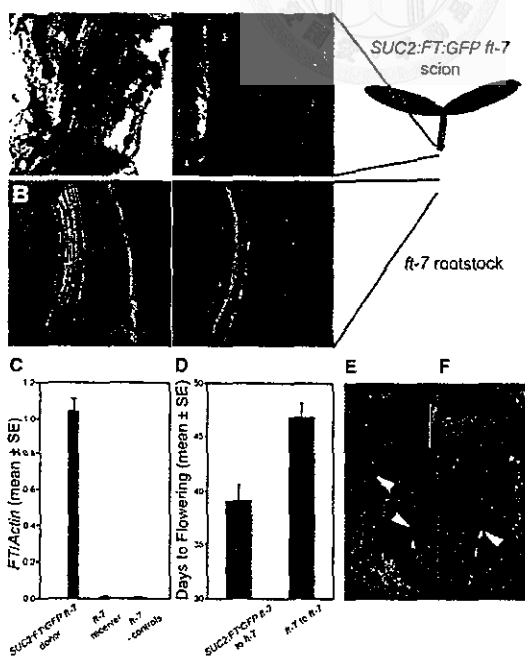 A
SUC2:FT:GFP ft-7
scion
B
ft-7 rootstock
C
D
E
F
FT/Actin (mean ± SE)
1.2
1.0
0.8
0.6
0.4
0.2
0.0
SUC2:FT:GFP ft-7
donor
ft-7
receiver
ft-7
controls
Days to Flowering (mean ± SE)
50
45
40
35
30
SUC2:FT:GFP ft-7
to ft-7
ft-7 to ft-7